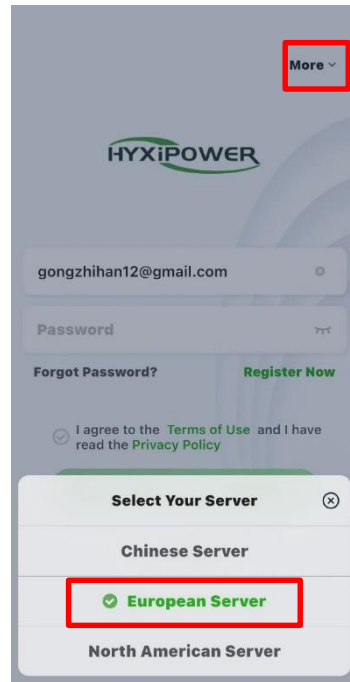 More
HYXiPOWER
gongzhihan12@gmail.com
Password
Forgot Password?
Register Now
I agree to the Terms of Use and I have
read the Privacy Policy
Select Your Server
Chinese Server
European Server
North American Server